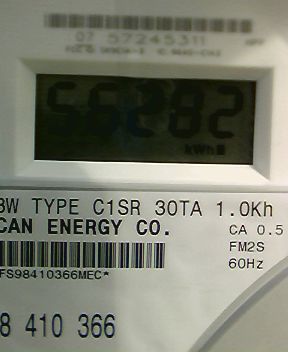 07 57245311
56282
kWh
3W TYPE C1SR 30TA 1.0Kh
CAN ENERGY CO.
CA 0.5
FM2S
60Hz
FS98410366MEC*
8 410 366